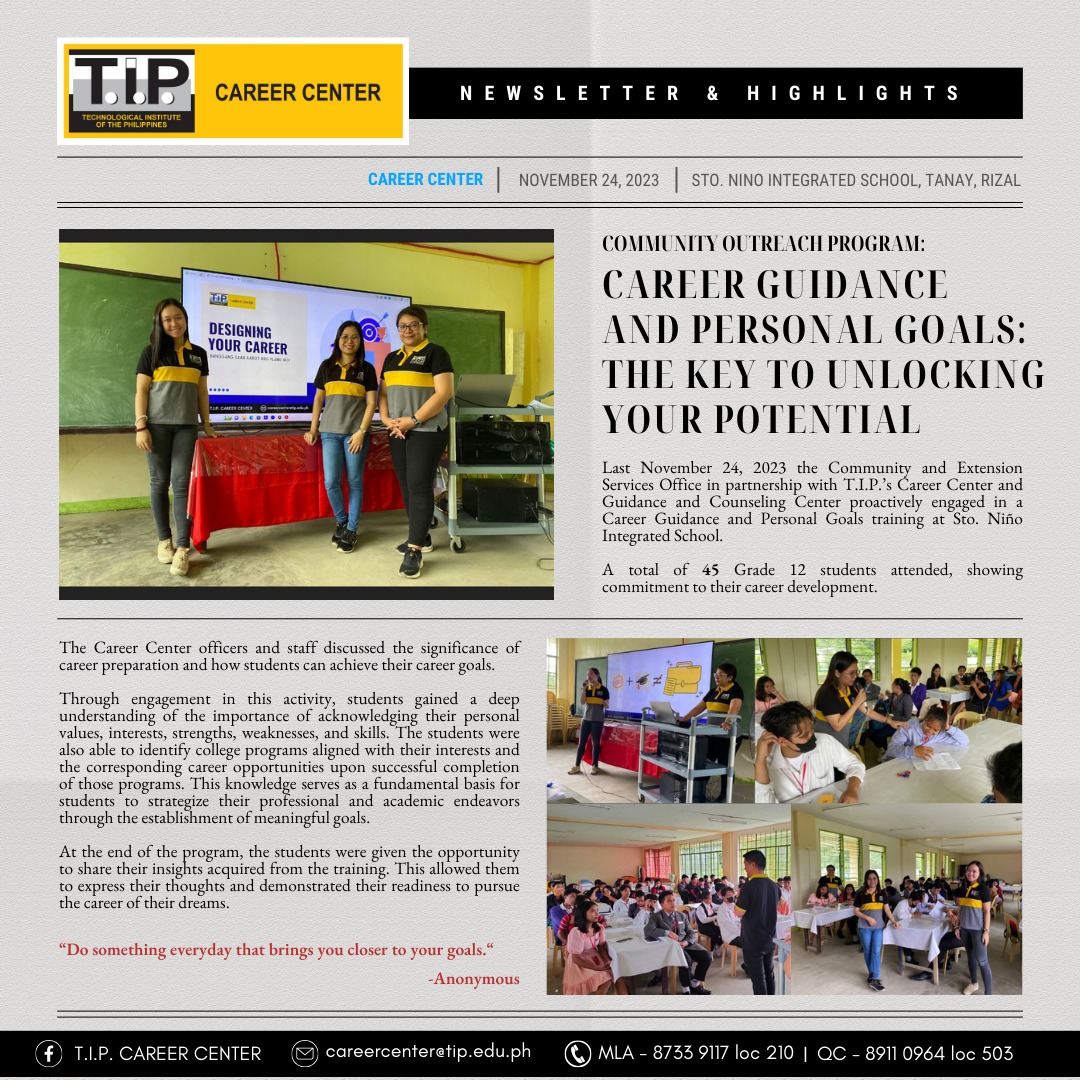 T.I.P.
TECHNOLOGICAL INSTITUTE
OF THE PHILIPPINES
CAREER CENTER
NEWSLETTER & HIGHLIGHTS
CAREER CENTER | NOVEMBER 24, 2023 | STO. NINO INTEGRATED SCHOOL, TANAY, RIZAL
T.I.P.
DESIGNING
YOUR CAREER
T.I.P. CAREER CENTER
COMMUNITY OUTREACH PROGRAM:
CAREER GUIDANCE
AND PERSONAL GOALS:
THE KEY TO UNLOCKING
YOUR POTENTIAL
Last November 24, 2023 the Community and Extension
Services Office in partnership with T.I.P.'s Career Center and
Guidance and Counseling Center proactively engaged in a
Career Guidance and Personal Goals training at Sto. Niño
Integrated School.
A total of 45 Grade 12 students attended, showing
commitment to their career development.
The Career Center officers and staff discussed the significance of
career preparation and how students can achieve their career goals.
Through engagement in this activity, students gained a deep
understanding of the importance of acknowledging their personal
values, interests, strengths, weaknesses, and skills. The students were
also able to identify college programs aligned with their interests and
the corresponding career opportunities upon successful completion
of those programs. This knowledge serves as a fundamental basis for
students to strategize their professional and academic endeavors
through the establishment of meaningful goals.
At the end of the program, the students were given the opportunity
to share their insights acquired from the training. This allowed them
to express their thoughts and demonstrated their readiness to pursue
the career of their dreams.
“Do something everyday that brings you closer to your goals.“
-Anonymous
T.I.P. CAREER CENTER
careercenter@tip.edu.ph
MLA - 8733 9117 loc 210 | QC - 8911 0964 loc 503